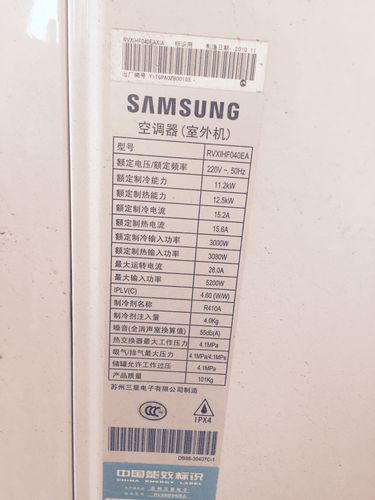 RVXIHF040EAXIA 标识用 制造日期: 2010.11
出厂编号
SAMSUNG
空调器(室外机)
型号 RVXIHF040EA
额定电压/额定频率 220V~, 50Hz
额定制冷能力 11.2kW
额定制热能力 12.5kW
额定制冷电流 15.2A
额定制热电流 15.6A
额定制冷输入功率 3000W
额定制热输入功率 3080W
最大运转电流 28.0A
最大输入功率 5200W
IPLV(C) 4.60 (W/W)
制冷剂名称 R410A
制冷剂注入量 4.0Kg
噪音(全消声室换算值) 55dB(A)
热交换器最大工作压力 4.1MPa
吸气/排气最大压力 4.1MPa/4.1MPa
储罐允许工作过压 4.1MPa
产品质量 101Kg
苏州三星电子有限公司制造
CCC
IPX4
DB98-30407C-1
中国能效标识
CHINA ENERGY LABEL